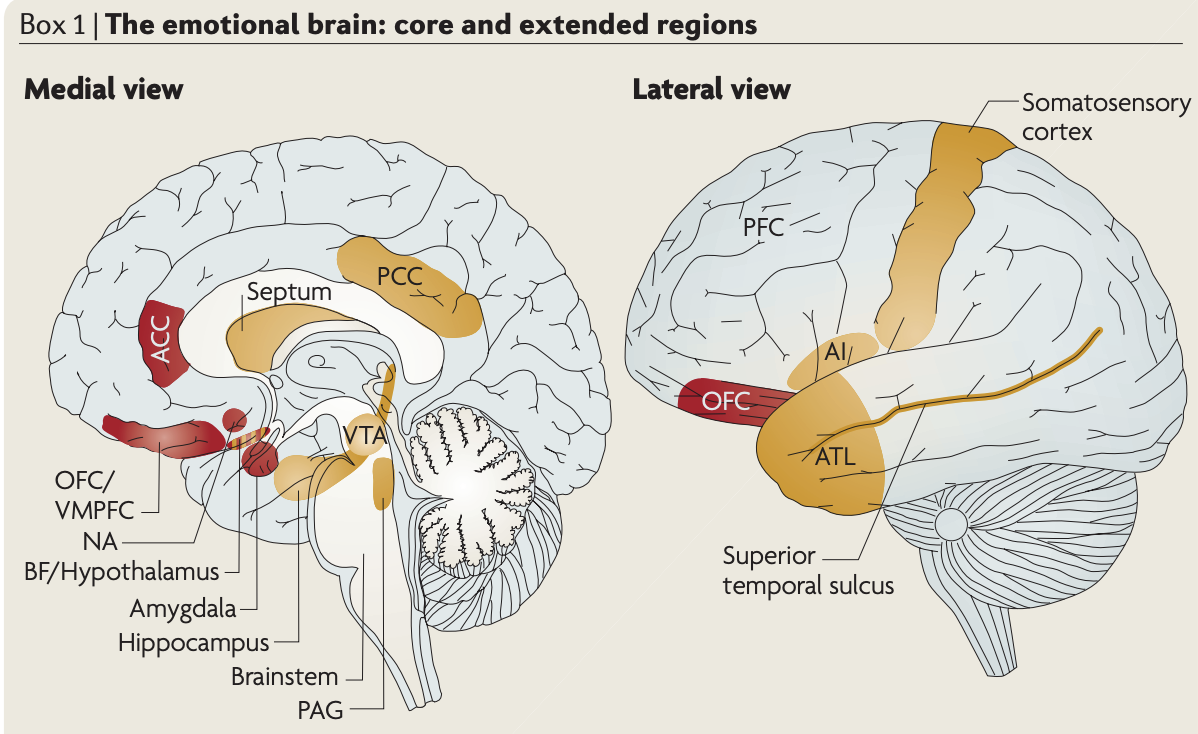 Box 1 | The emotional brain: core and extended regions
Medial view
Lateral view
Somatosensory
cortex
PFC
PCC
Septum
ACC
AI
OFC
VTA
ATL
OFC/
VMPFC
NA
BF/Hypothalamus
Amygdala
Hippocampus
Brainstem
PAG
Superior
temporal sulcus